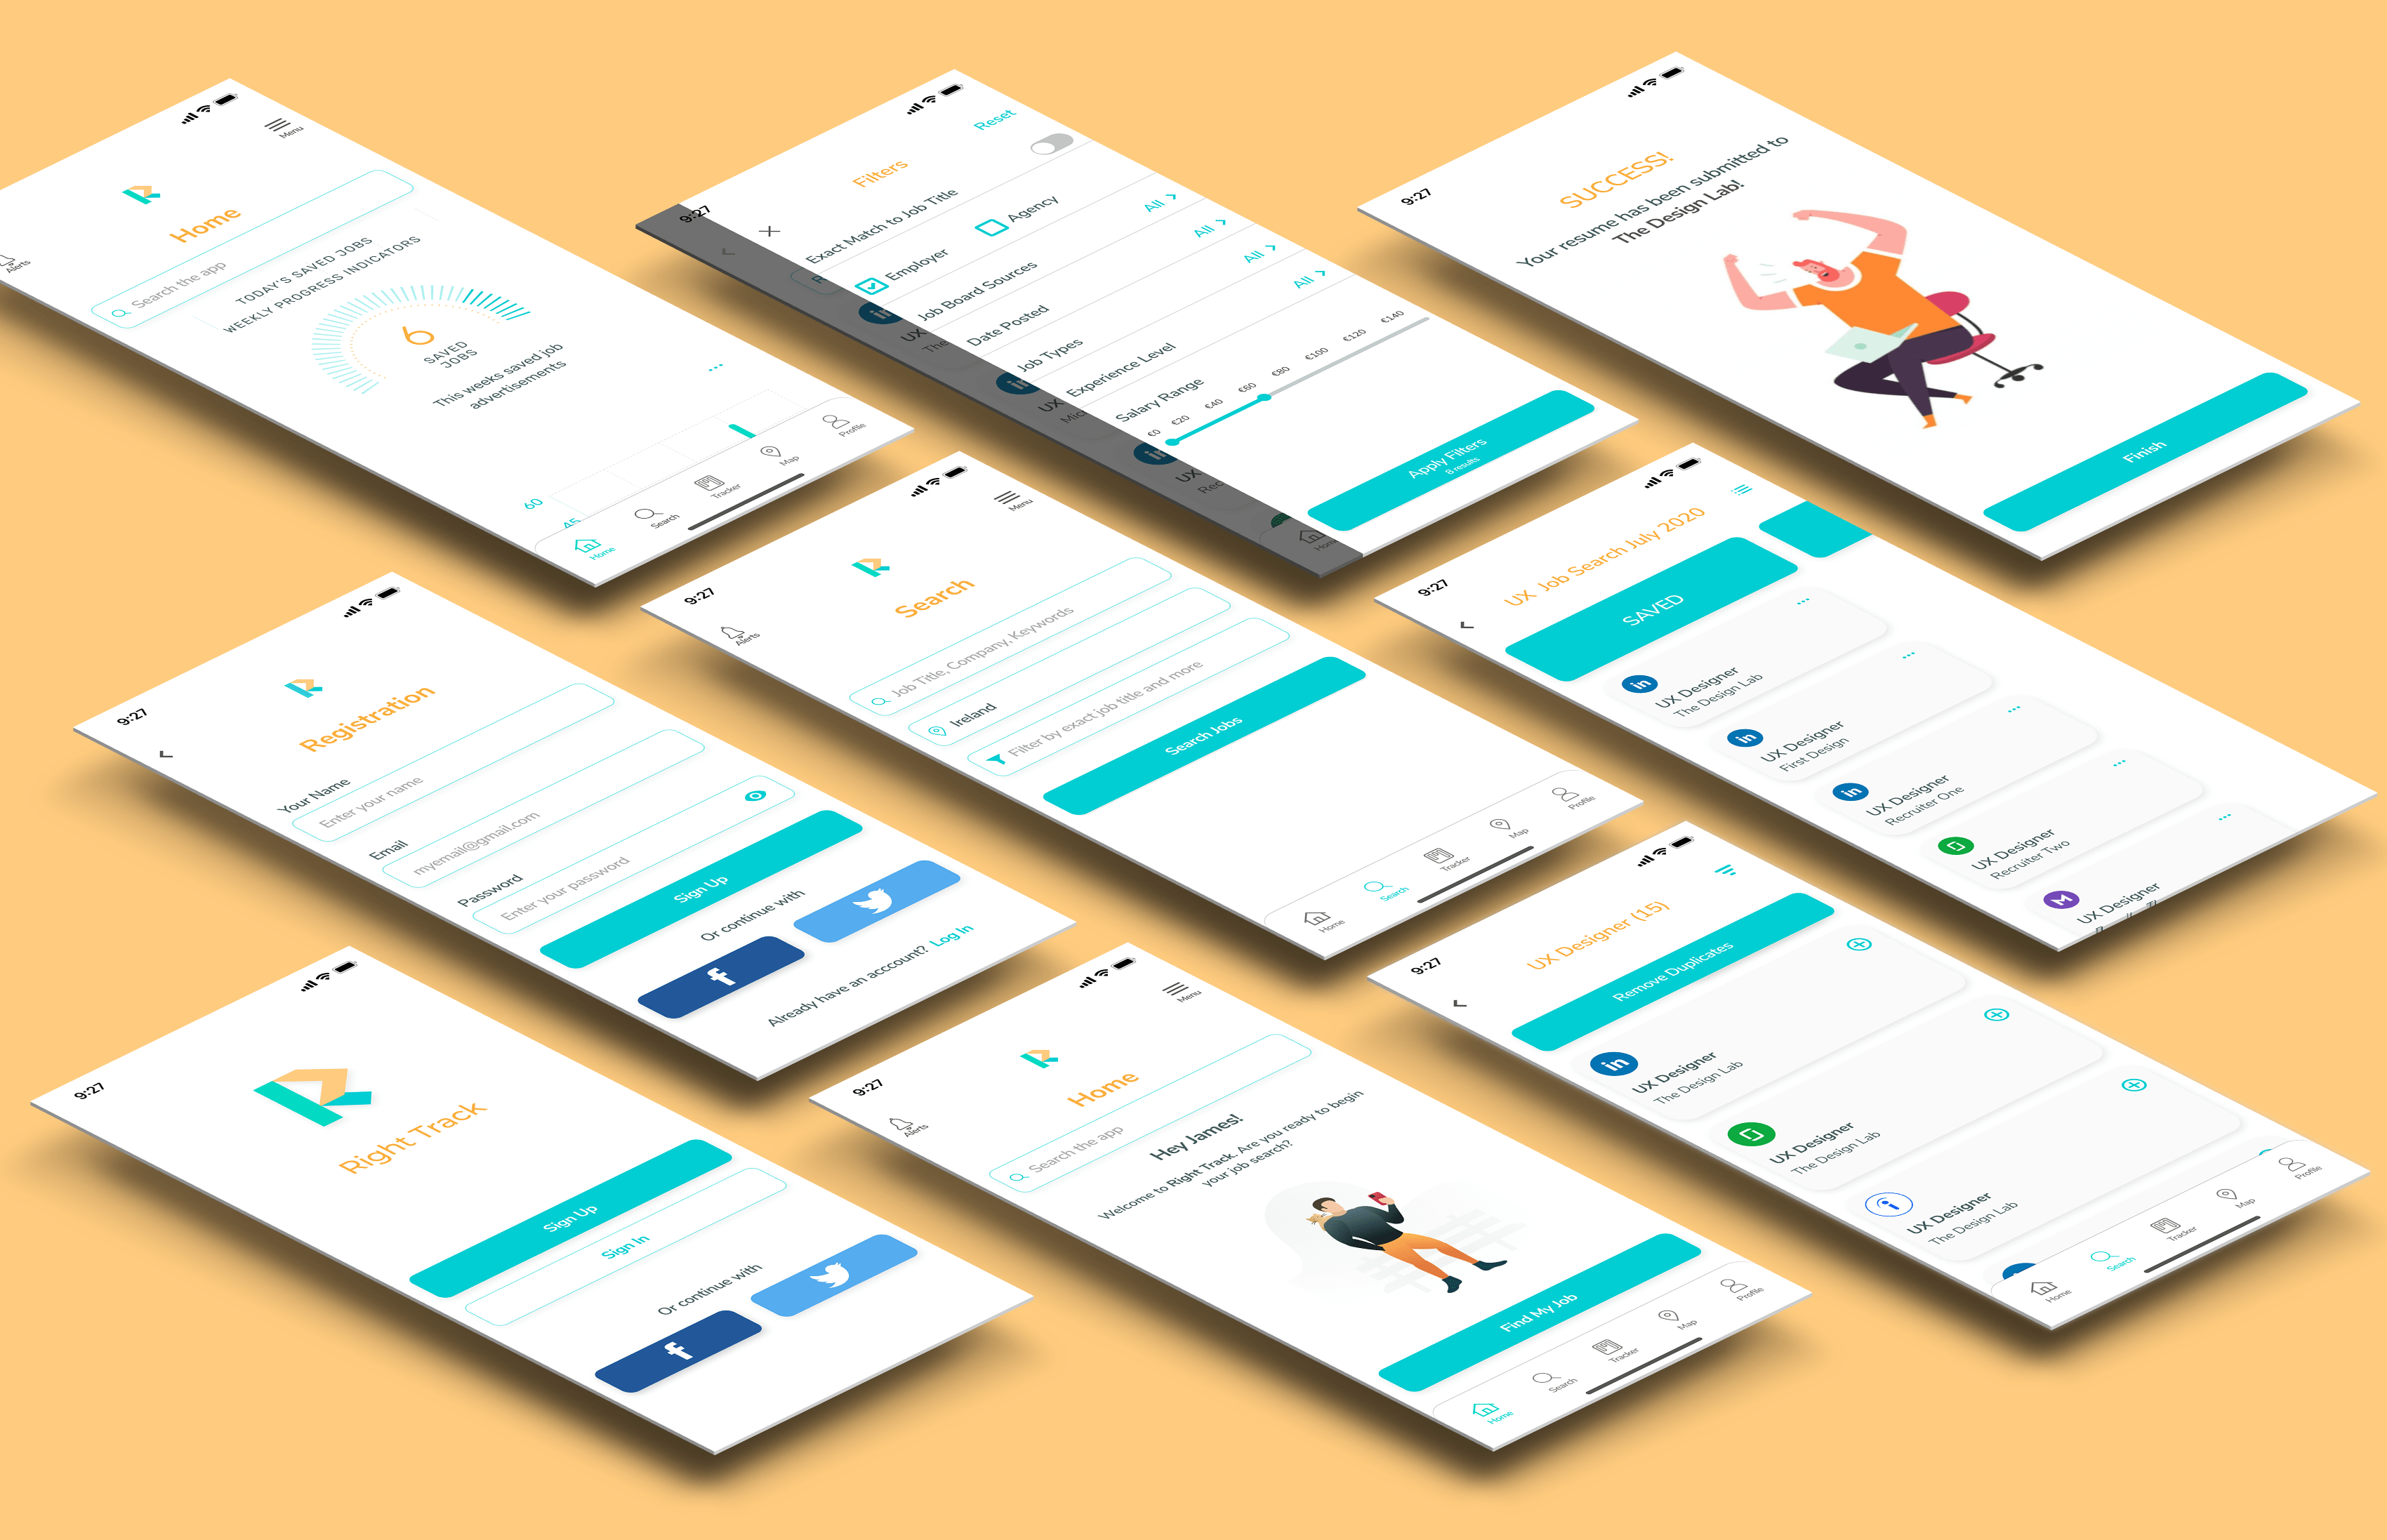 Menu
Home
Alerts
Search the app
TODAY'S SAVED JOBS
WEEKLY PROGRESS INDICATORS
6
SAVED
JOBS
This weeks saved job
advertisements
60
45
Home
Search
Tracker
Map
Profile
9:27
Reset
Filters
Exact Match to Job Title
Employer
Agency
Job Board Sources
All
Date Posted
All
Job Types
All
Experience Level
All
Salary Range
€0
€20
€40
€60
€80
€100
€120
€140
Apply Filters
8 results
in
UX
in
UX
in
UX
9:27
SUCCESS!
Your resume has been submitted to
The Design Lab!
Finish
9:27
Registration
Your Name
Enter your name
Email
myemail@gmail.com
Password
Enter your password
Sign Up
Or continue with
f
Already have an acccount? Log In
9:27
Menu
Alerts
Search
Job Title, Company, Keywords
Ireland
Filter by exact job title and more
Search Jobs
Home
Search
Tracker
Map
Profile
9:27
UX Job Search July 2020
SAVED
in
UX Designer
The Design Lab
in
UX Designer
First Design
in
UX Designer
Recruiter One
UX Designer
Recruiter Two
M
UX Designer
9:27
Right Track
Sign Up
Sign In
Or continue with
f
9:27
Menu
Alerts
Home
Search the app
Hey James!
Welcome to Right Track. Are you ready to begin
your job search?
Find My Job
Home
Search
Tracker
Map
Profile
9:27
UX Designer (15)
Remove Duplicates
in
UX Designer
The Design Lab
UX Designer
The Design Lab
i
UX Designer
The Design Lab
Home
Search
Tracker
Map
Profile